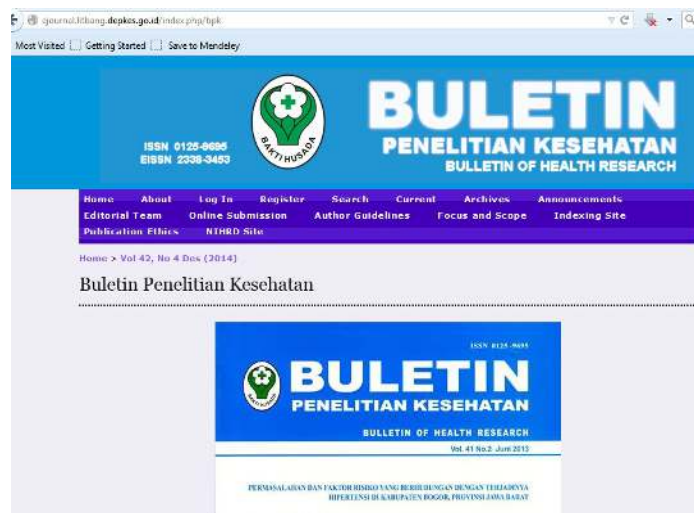 ejournal.litbang.depkes.go.id/index.php/bpk
Most Visited Getting Started Save to Mendeley
BULETIN
PENELITIAN KESEHATAN
BULLETIN OF HEALTH RESEARCH
ISSN 0125-9695
EISSN 2338-3453
BAKTI HUSADA
Home About Log In Register Search Current Archives Announcements
Editorial Team Online Submission Author Guidelines Focus and Scope Indexing Site
Publication Ethics NIHRD Site
Home > Vol 42, No 4 Des (2014)
Buletin Penelitian Kesehatan
ISSN 0125-9695
BULETIN
PENELITIAN KESEHATAN
BULLETIN OF HEALTH RESEARCH
Vol. 41 No.2 Juni 2013
PERMASALAHAN DAN FAKTOR RISIKO YANG BERHUBUNGAN DENGAN TERJADINYA
HIPERTENSI DI KABUPATEN BOGOR, PROVINSI JAWA BARAT